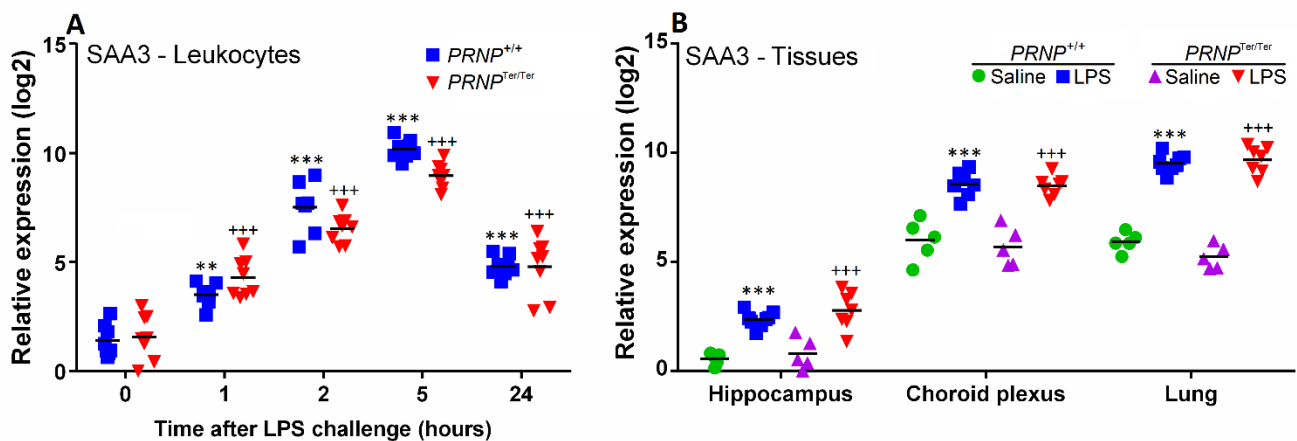 A
SAA3 - Leukocytes
PRNP+/+
PRNPTer/Ter
Relative expression (log2)
15
10
5
0
**
+++
***
+++
***
+++
***
+++
0 1 2 5 24
Time after LPS challenge (hours)
B
SAA3 - Tissues
PRNP+/+ PRNPTer/Ter
Saline LPS Saline LPS
Relative expression (log2)
15
10
5
0
***
+++
***
+++
***
+++
Hippocampus Choroid plexus Lung